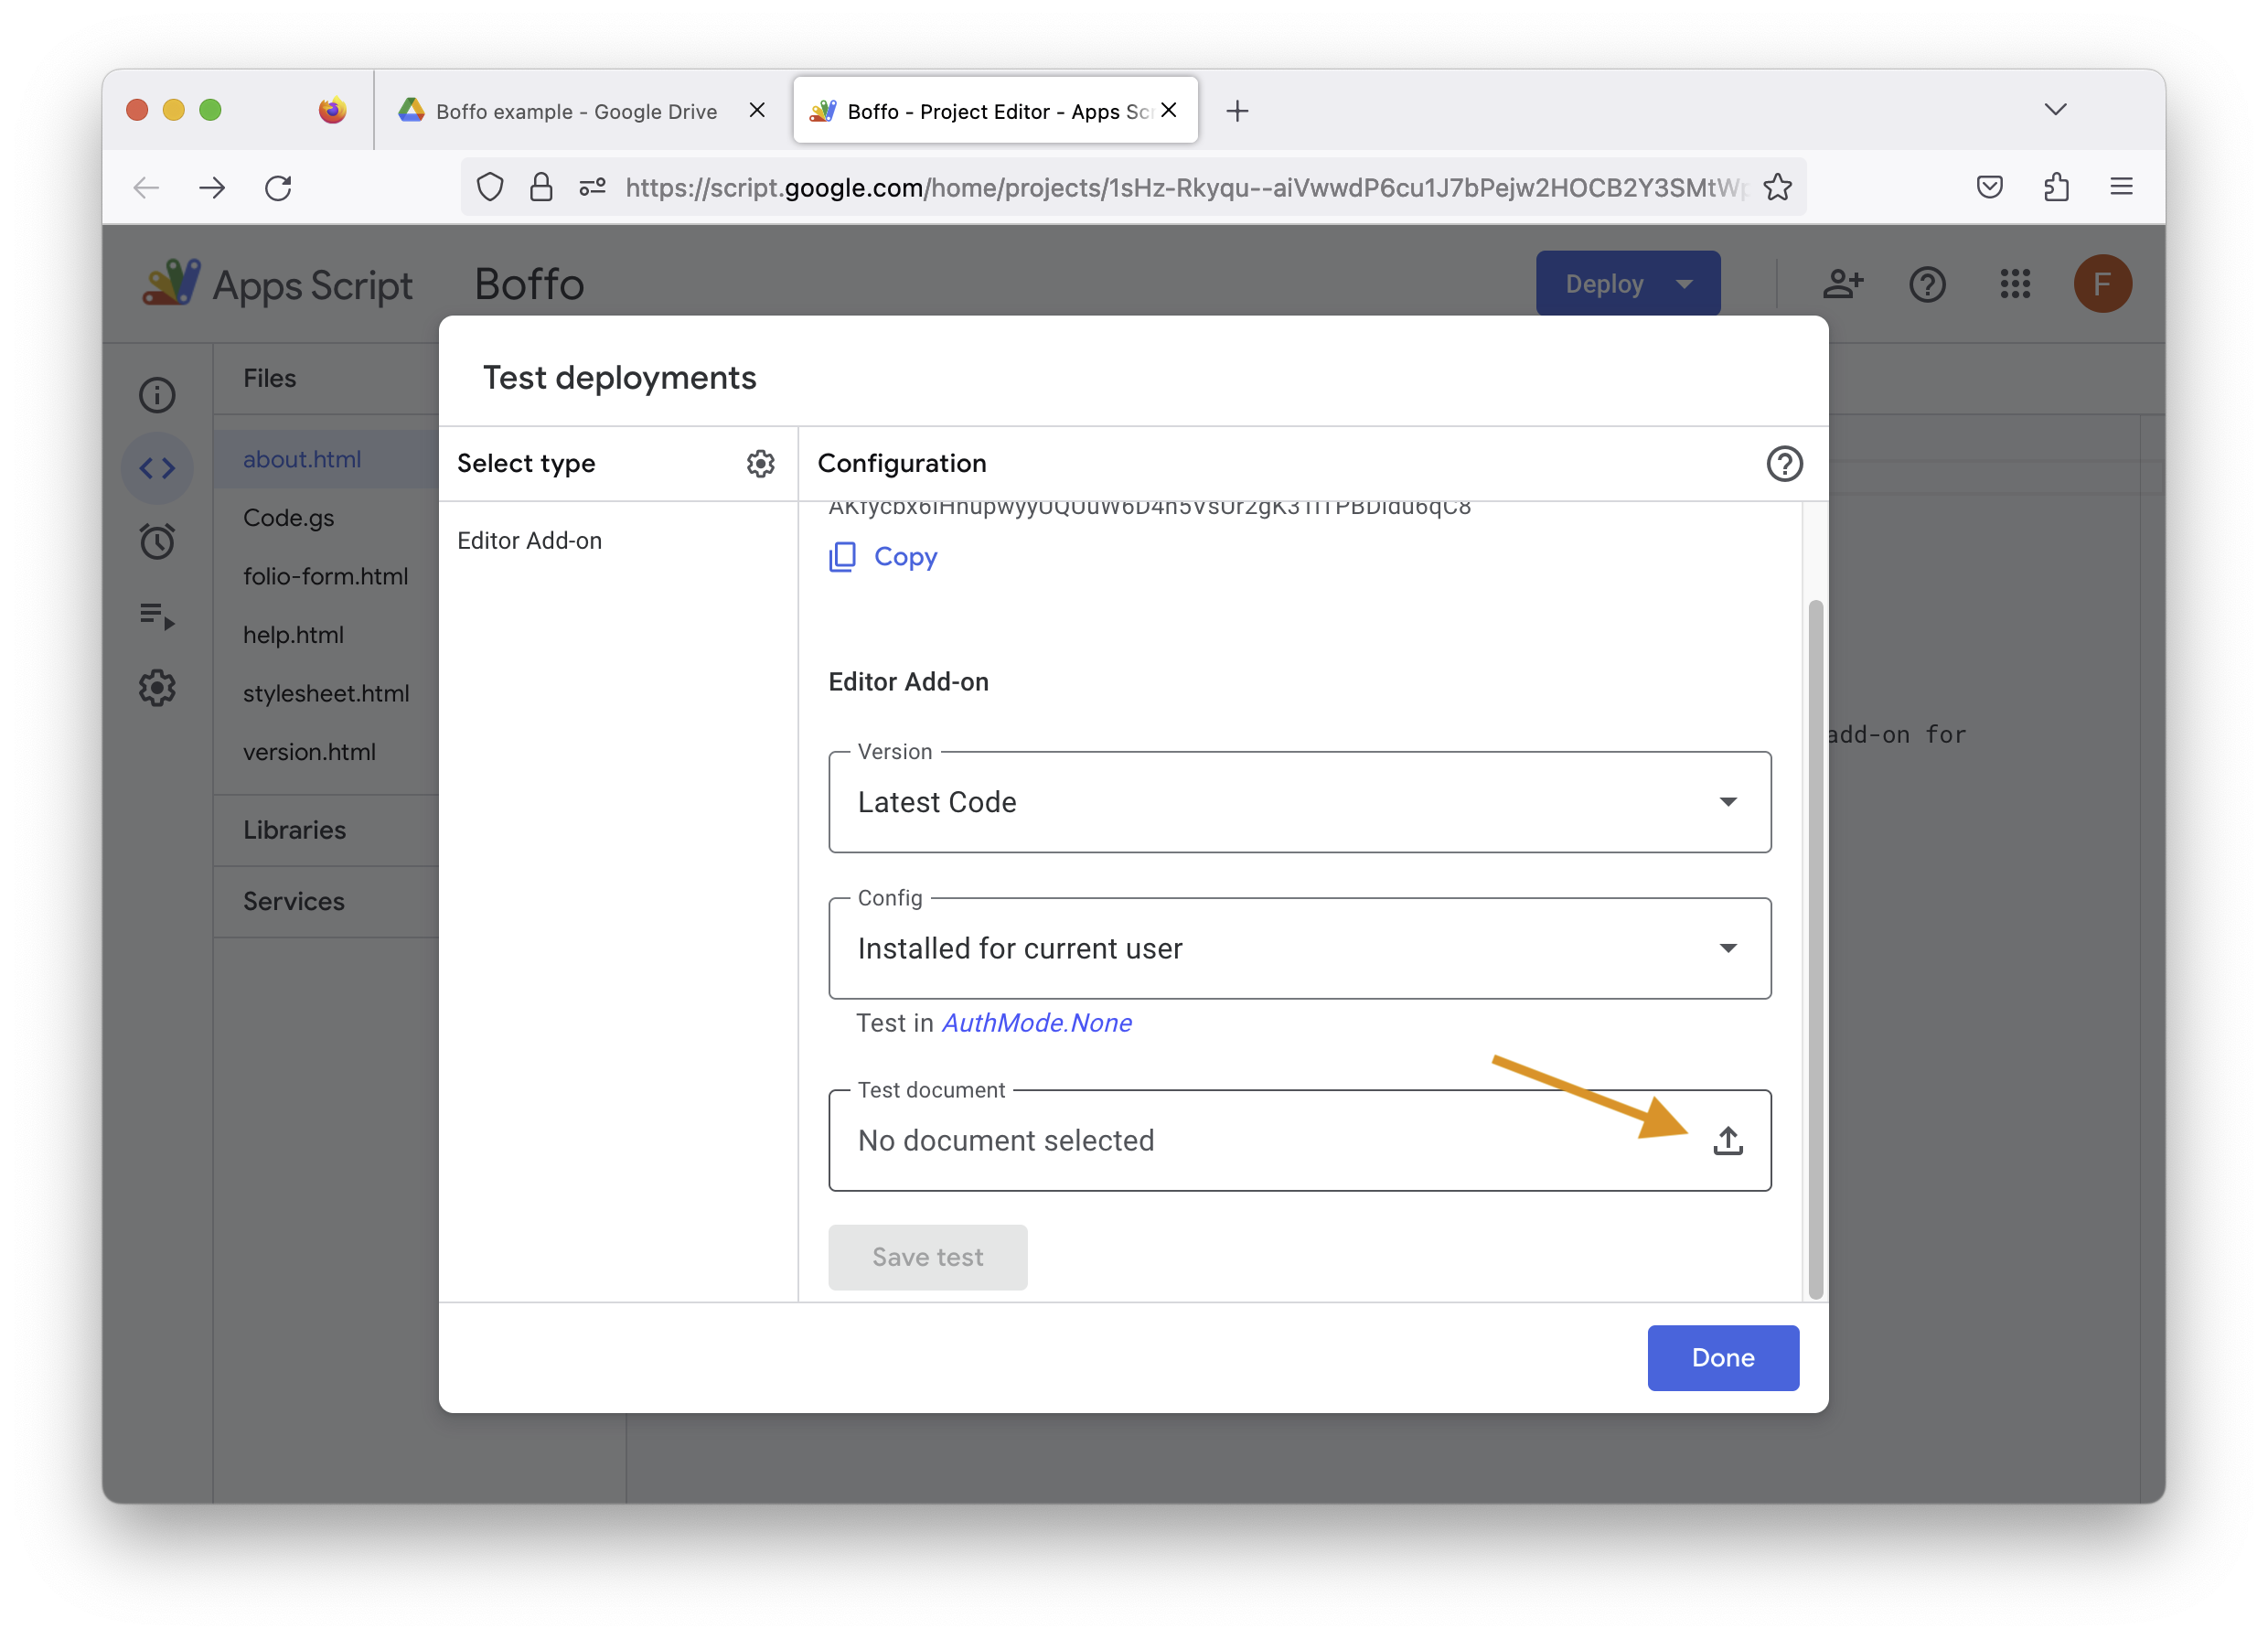 Boffo example - Google Drive
Boffo - Project Editor - Apps Scr
https://script.google.com/home/projects/1sHz-Rkyqu--aiVwwdP6cu1J7bPejw2HOCB2Y3SMtWp
Apps Script
Boffo
Deploy
F
Test deployments
Files
Select type
Configuration
about.html
Editor Add-on
Copy
Code.gs
folio-form.html
help.html
stylesheet.html
version.html
Libraries
Services
Editor Add-on
add-on for
Version
Latest Code
Config
Installed for current user
Test in AuthMode.None
Test document
No document selected
Save test
Done